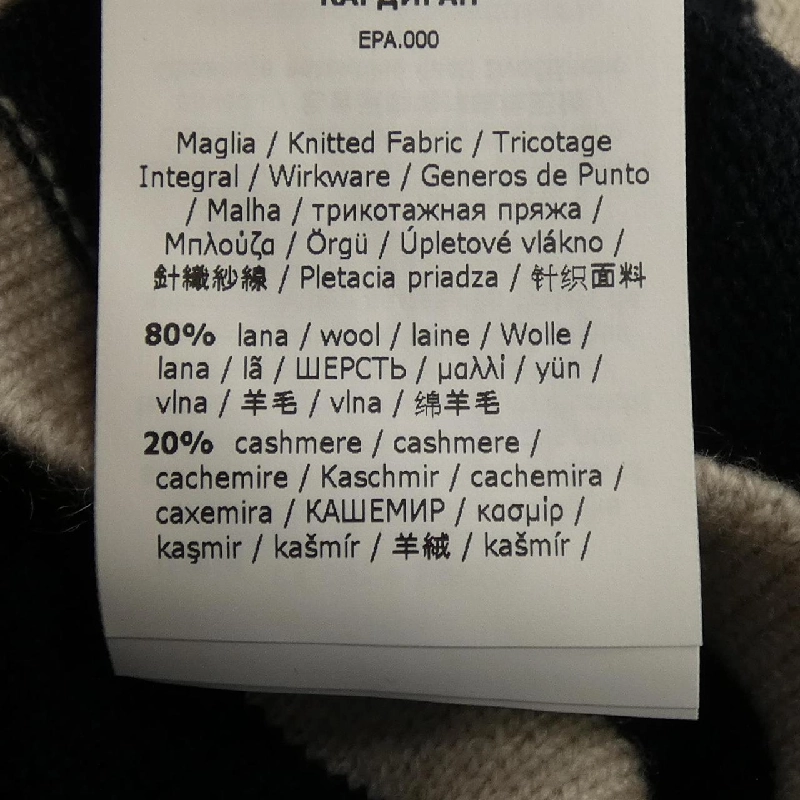 КАРДИГАН
EPA.000
Maglia / Knitted Fabric / Tricotage
Integral / Wirkware / Generos de Punto
/ Malha / трикотажная пряжа /
Μπλούζα / Örgü / Úpletové vlákno /
針織紗線 / Pletacia priadza / 针织面料
80% lana / wool / laine / Wolle /
lana / lã / ШЕРСТЬ / μαλλί / yün /
vlna / 羊毛 / vlna / 绵羊毛
20% cashmere / cashmere /
cachemire / Kaschmir / cachemira /
caxemira / КАШЕМИР / κασμίρ /
kaşmir / kašmír / 羊絨 / kašmír /